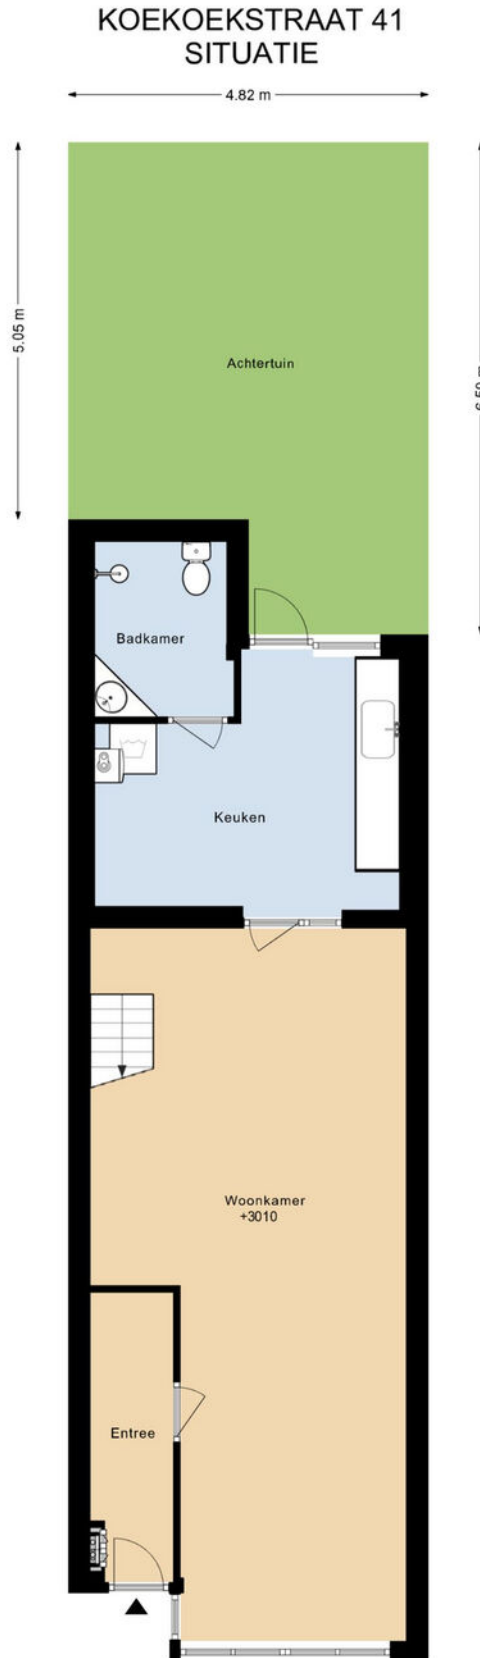 KOEKOEKSTRAAT 41
SITUATIE
4.82 m
5.05 m
Achtertuin
Badkamer
Keuken
Woonkamer
+3010
Entree